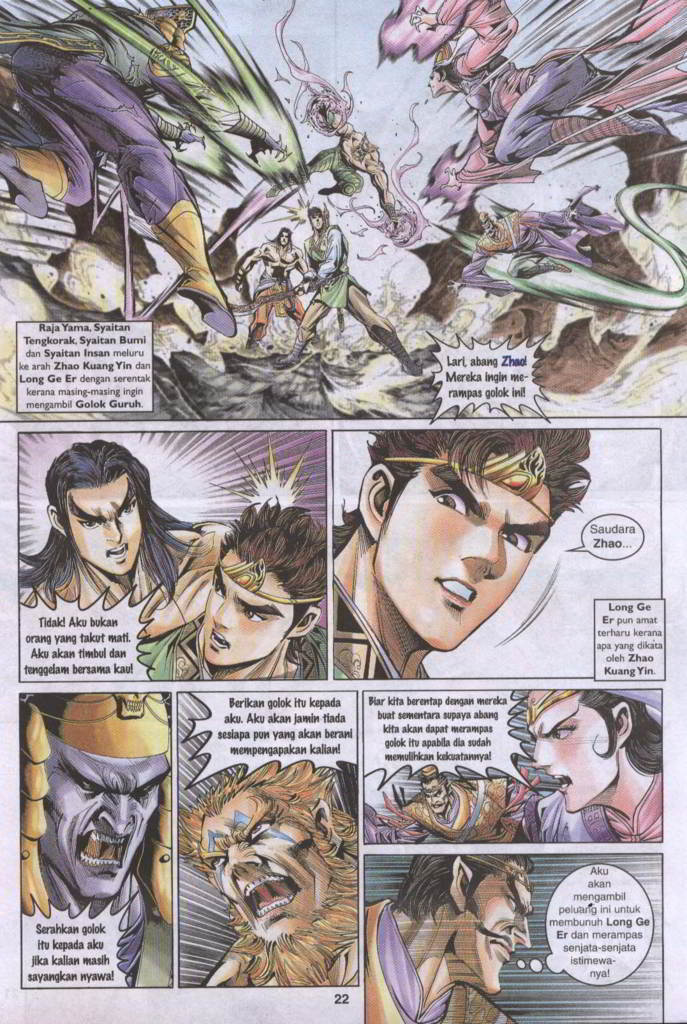 Raja Yama, Syaitan
Tengkorak, Syaitan Bumi
dan Syaitan Insan meluru
ke arah Zhao Kuang Yin dan
Long Ge Er dengan serentak
kerana masing-masing ingin
mengambil Golok Guruh.
Lari, abang Zhao!
Mereka ingin me-
rampas golok ini!
Tidak! Aku bukan
orang yang takut mati.
Aku akan timbul dan
tenggelam bersama kau!
Saudara
Zhao...
Long Ge
Er pun amat
terharu kerana
apa yang dikata
oleh Zhao
Kuang Yin.
Serahkan golok
itu kepada aku
jika kalian masih
sayangkan nyawa!
Berikan golok itu kepada
aku. Aku akan jamin tiada
sesiapa pun yang akan berani
mempengapakan kalian!
Biar kita berentap dengan mereka
buat sementara supaya abang
kita akan dapat merampas
golok itu apabila dia sudah
memulihkan kekuatannya!
Aku
akan
mengambil
peluang ini untuk
membunuh Long Ge
Er dan merampas
senjata-senjata
istimewa-
nya!
22